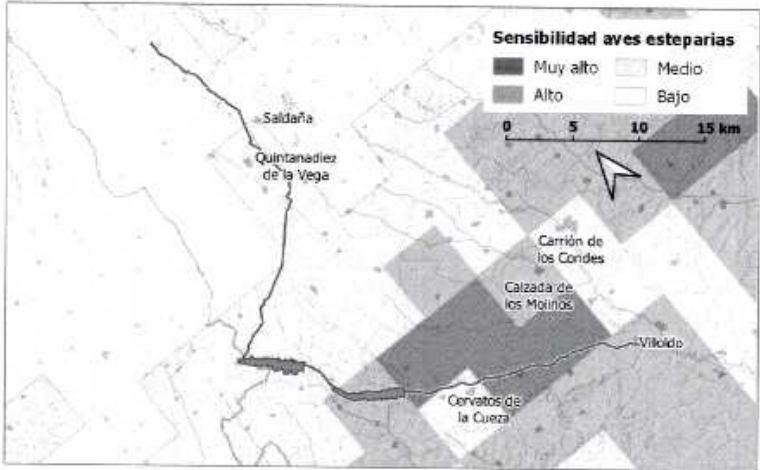 Sensibilidad aves esteparias
Muy alto
Medio
Alto
Bajo
0 5 10 15 km
Saldaña
Quintanadiez
de la Vega
Carrión de
los Condes
Calzada de
los Molinos
Villoldo
Cervatos de
la Cueza